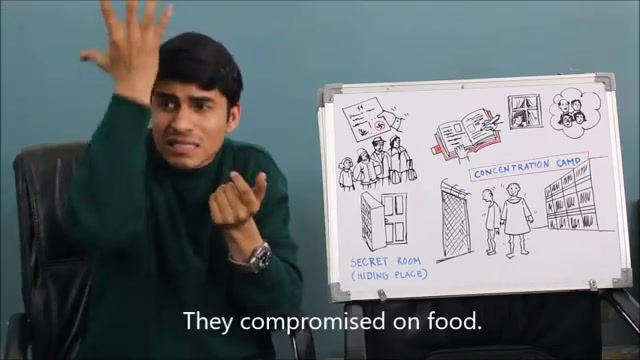 CONCENTRATION CAMP
SECRET ROOM
(HIDING PLACE)
They compromised on food.